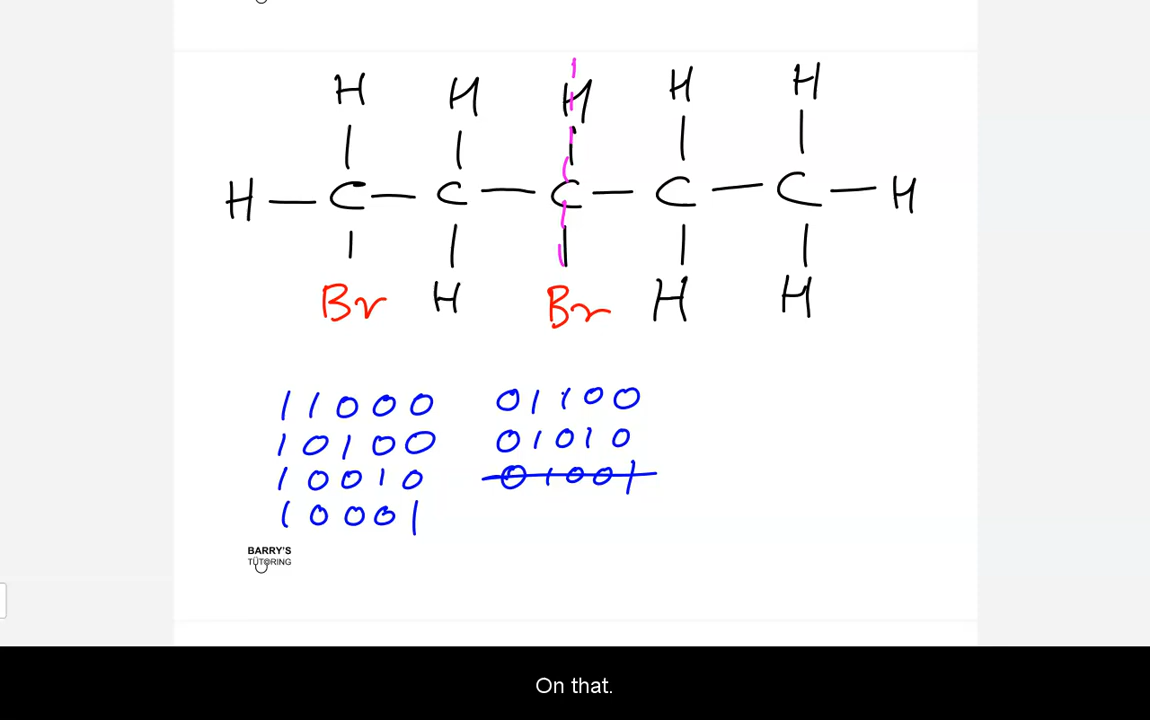 H H H H H
H — C — C — C — C — C — H
Br H Br H H
11000 01100
10100 01010
10010 01001
10001
BARRY'S
TUTORING
On that.